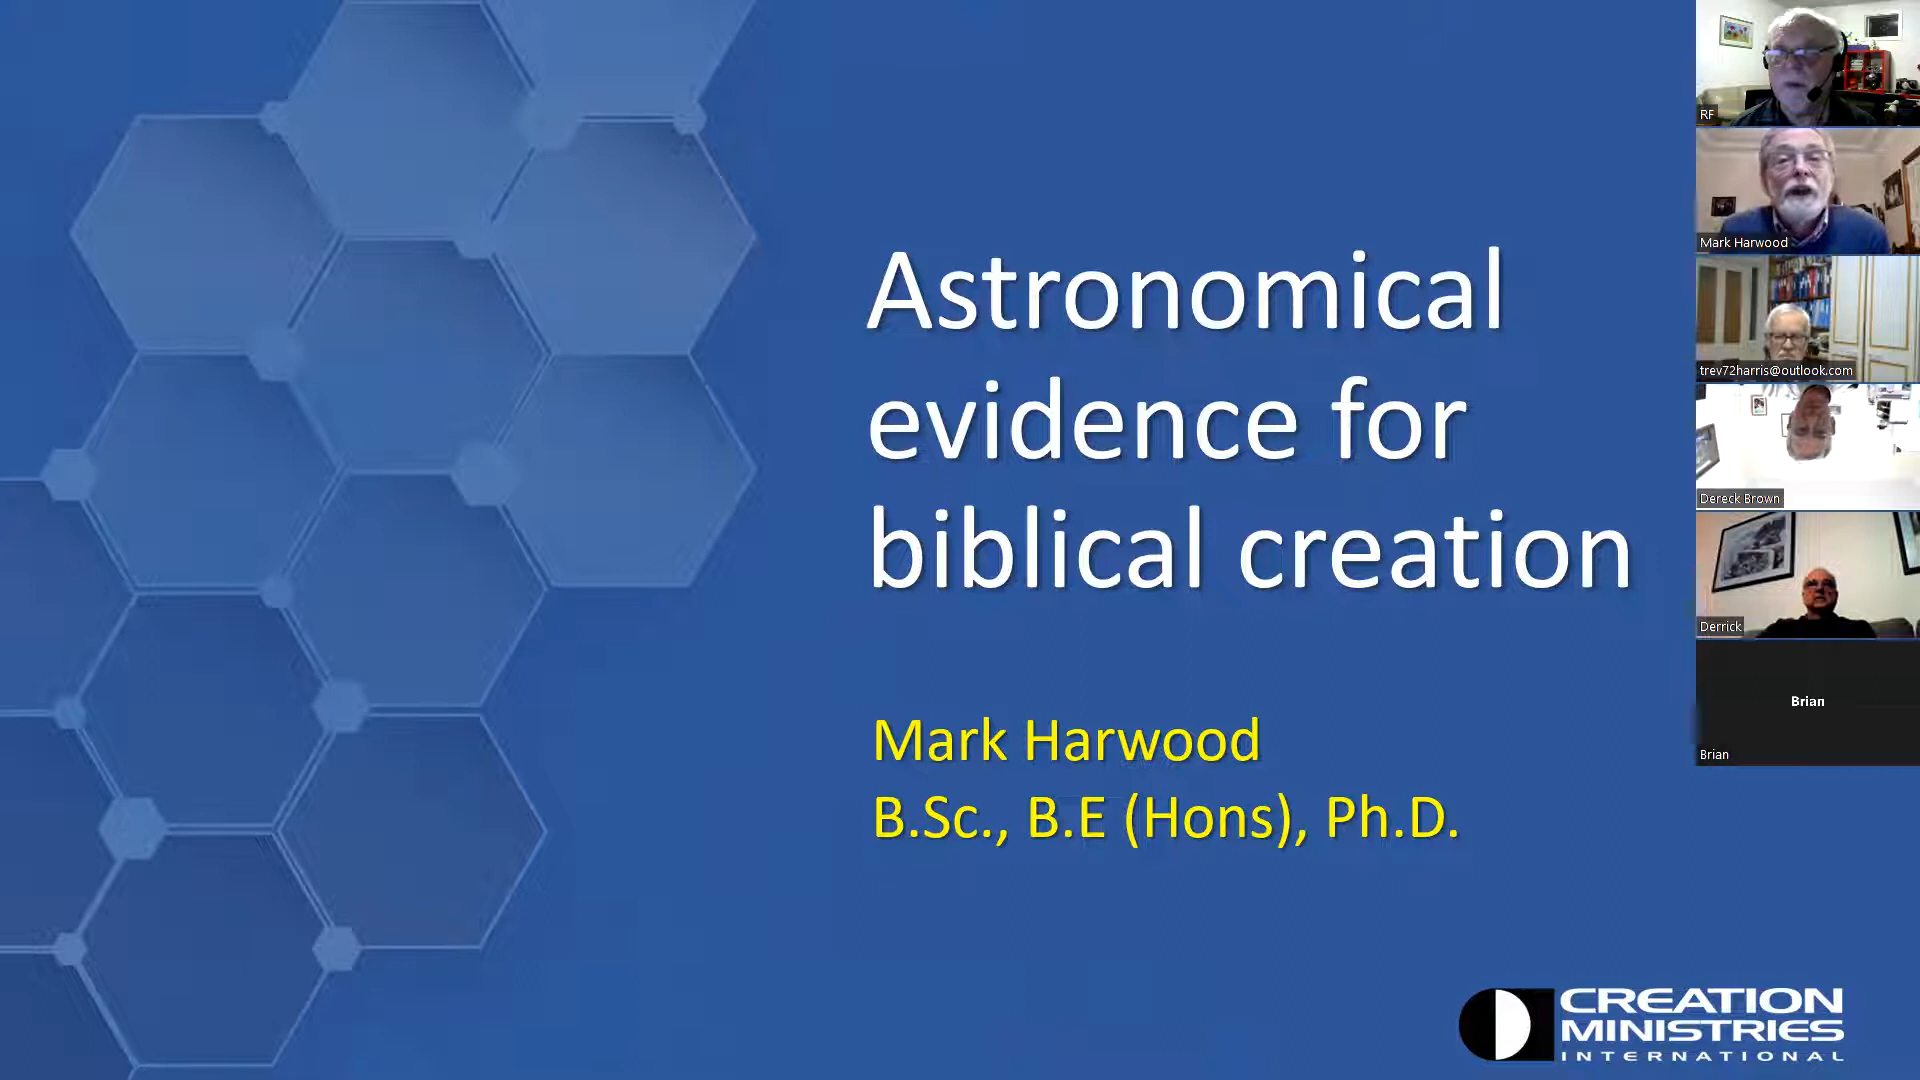 Astronomical
evidence for
biblical creation
Mark Harwood
B.Sc., B.E (Hons), Ph.D.
CREATION
MINISTRIES
INTERNATIONAL
RF
Mark Harwood
trev72harris@outlook.com
Dereck Brown
Derrick
Brian
Brian